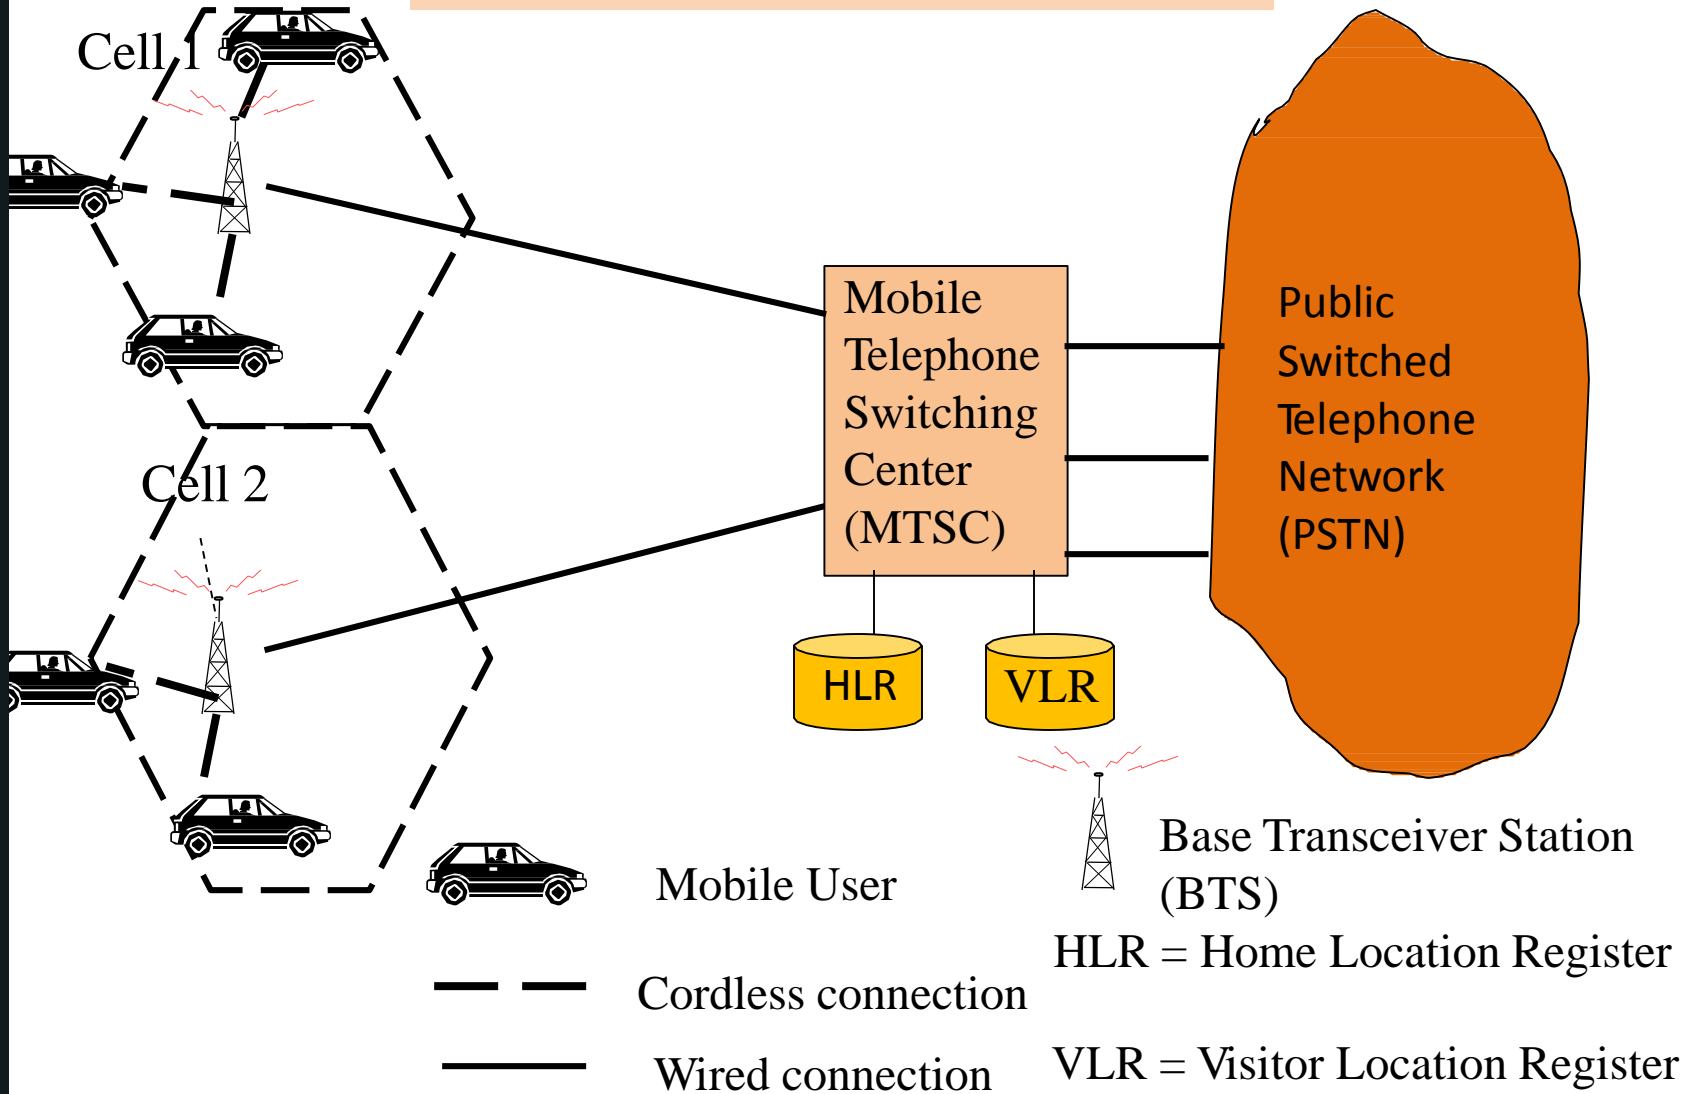 Cell 1
Mobile
Telephone
Switching
Center
(MTSC)
Public
Switched
Telephone
Network
(PSTN)
Cell 2
HLR
VLR
Mobile User
Base Transceiver Station
(BTS)
HLR = Home Location Register
Cordless connection
Wired connection
VLR = Visitor Location Register